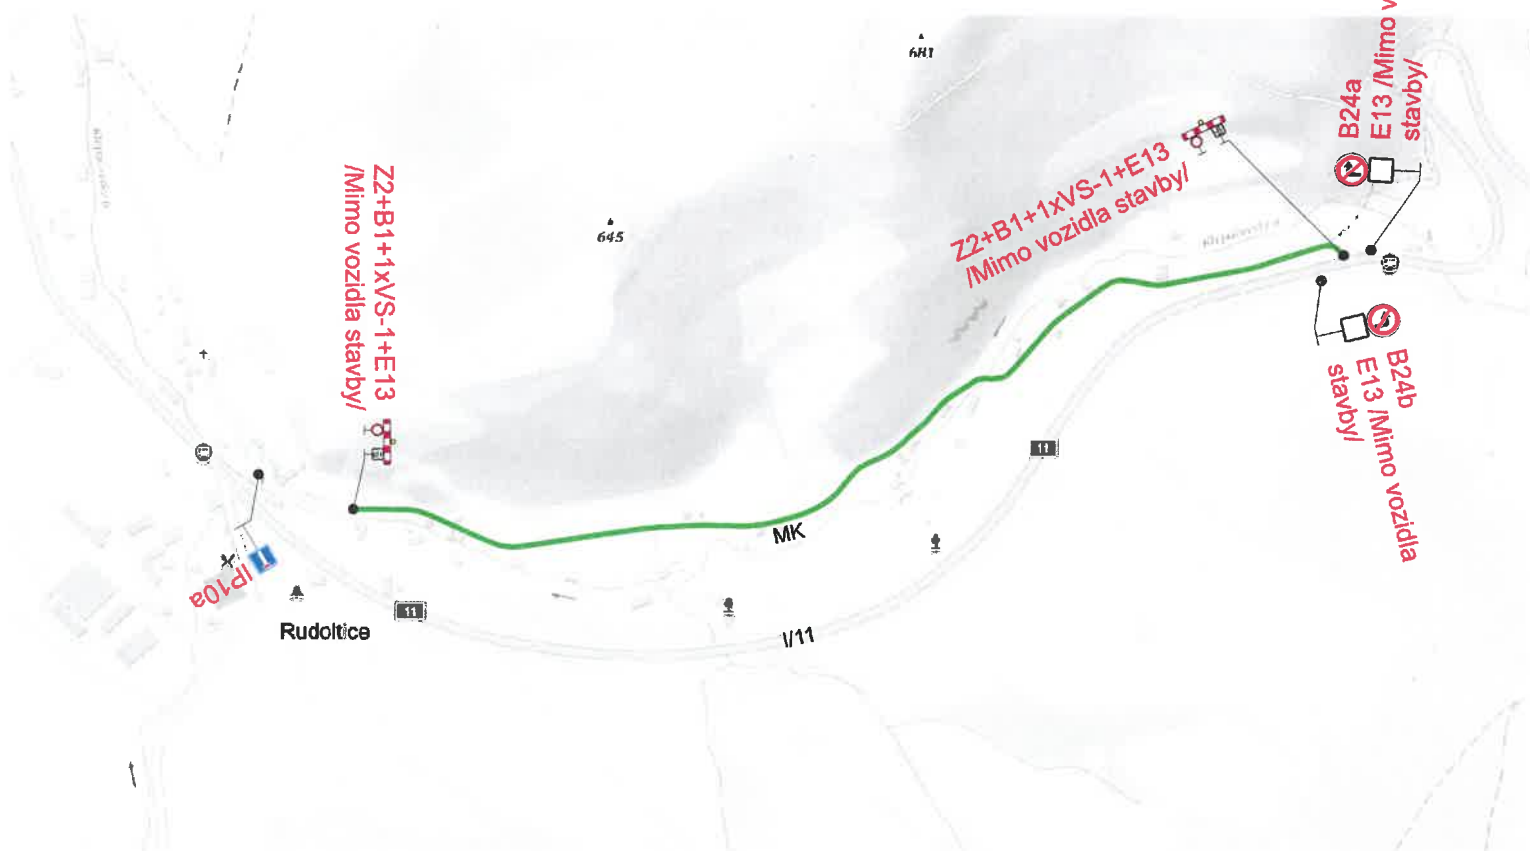 681
B24a
E13 /Mimo v
stavby/
Z2+B1+1xVS-1+E13
/Mimo vozidla stavby/
645
Z2+B1+1xVS-1+E13
/Mimo vozidla stavby/
B24b
E13 /Mimo vozidla
stavby/
11
MK
IP10a
11
Rudoltice
I/11